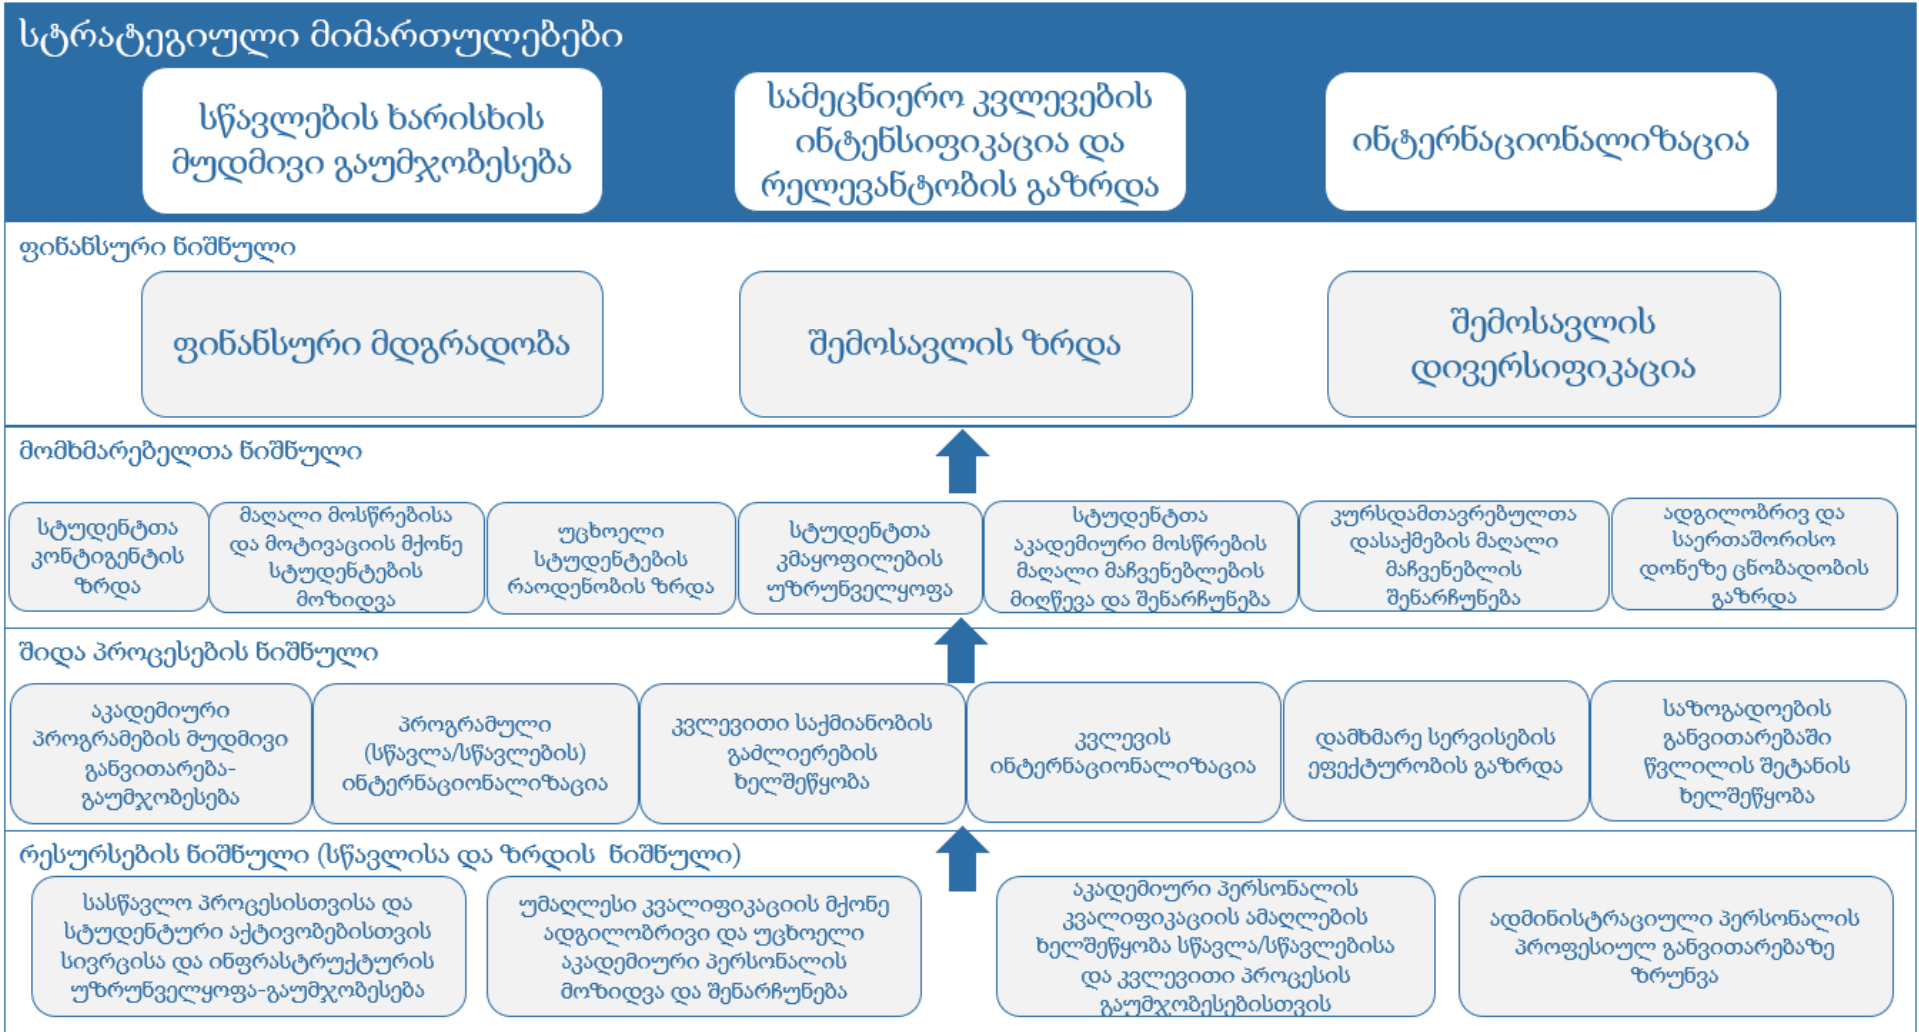 სტრატეგიული მიმართულებები
სწავლების ხარისხის
მუდმივი გაუმჯობესება
სამეცნიერო კვლევების
ინტენსიფიკაცია და
რელევანტობის გაზრდა
ინტერნაციონალიზაცია
ფინანსური ნიშნული
ფინანსური მდგრადობა
შემოსავლის ზრდა
შემოსავლის
დივერსიფიკაცია
მომხმარებელთა ნიშნული
სტუდენტთა
კონტიგენტის
ზრდა
მაღალი მოსწრებისა
და მოტივაციის მქონე
სტუდენტების
მოზიდვა
უცხოელი
სტუდენტების
რაოდენობის ზრდა
სტუდენტთა
კმაყოფილების
უზრუნველყოფა
სტუდენტთა
აკადემიური მოსწრების
მაღალი მაჩვენებლების
მიღწევა და შენარჩუნება
კურსდამთავრებულთა
დასაქმების მაღალი
მაჩვენებლის
შენარჩუნება
ადგილობრივ და
საერთაშორისო
დონეზე ცნობადობის
გაზრდა
შიდა პროცესების ნიშნული
აკადემიური
პროგრამების მუდმივი
განვითარება-
გაუმჯობესება
პროგრამული
(სწავლა/სწავლების)
ინტერნაციონალიზაცია
კვლევითი საქმიანობის
გაძლიერების
ხელშეწყობა
კვლევის
ინტერნაციონალიზაცია
დამხმარე სერვისების
ეფექტურობის გაზრდა
საზოგადოების
განვითარებაში
წვლილის შეტანის
ხელშეწყობა
რესურსების ნიშნული (სწავლისა და ზრდის ნიშნული)
სასწავლო პროცესისთვისა და
სტუდენტური აქტივობებისთვის
სივრცისა და ინფრასტრუქტურის
უზრუნველყოფა-გაუმჯობესება
უმაღლესი კვალიფიკაციის მქონე
ადგილობრივი და უცხოელი
აკადემიური პერსონალის
მოზიდვა და შენარჩუნება
აკადემიური პერსონალის
კვალიფიკაციის ამაღლების
ხელშეწყობა სწავლა/სწავლებისა
და კვლევითი პროცესის
გაუმჯობესებისთვის
ადმინისტრაციული პერსონალის
პროფესიულ განვითარებაზე
ზრუნვა